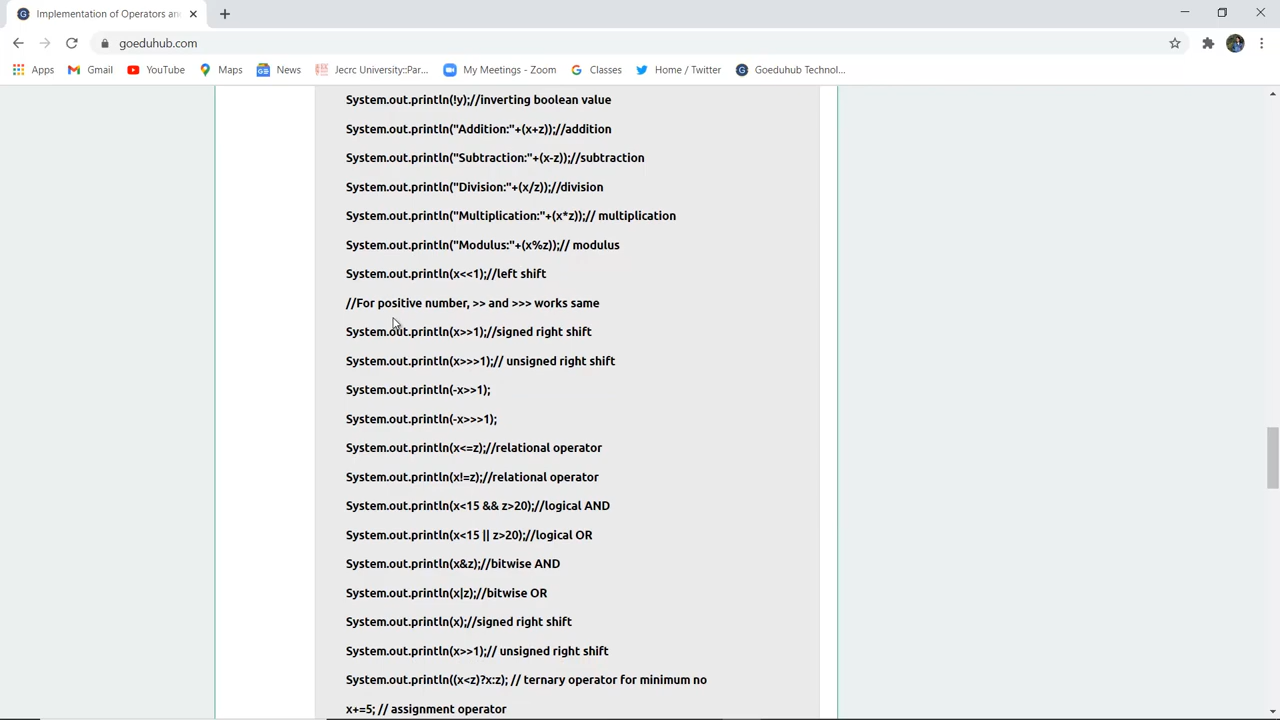 Implementation of Operators an
goeduhub.com
Apps Gmail YouTube Maps News Jecrc University::Par... My Meetings - Zoom Classes Home / Twitter Goeduhub Technol...
System.out.println(!y);//inverting boolean value
System.out.println("Addition:"+(x+z));//addition
System.out.println("Subtraction:"+(x-z));//subtraction
System.out.println("Division:"+(x/z));//division
System.out.println("Multiplication:"+(x*z));// multiplication
System.out.println("Modulus:"+(x%z));// modulus
System.out.println(x<<1);//left shift
//For positive number, >> and >>> works same
System.out.println(x>>1);//signed right shift
System.out.println(x>>>1);// unsigned right shift
System.out.println(-x>>1);
System.out.println(-x>>>1);
System.out.println(x<=z);//relational operator
System.out.println(x!=z);//relational operator
System.out.println(x<15 && z>20);//logical AND
System.out.println(x<15 || z>20);//logical OR
System.out.println(x&z);//bitwise AND
System.out.println(x|z);//bitwise OR
System.out.println(x);//signed right shift
System.out.println(x>>1);// unsigned right shift
System.out.println((x<z)?x:z); // ternary operator for minimum no
x+=5; // assignment operator